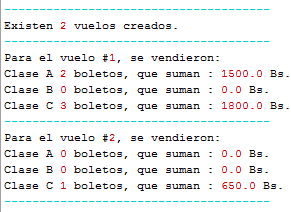 --------------------------------------
Existen 2 vuelos creados.
--------------------------------------
Para el vuelo #1, se vendieron:
Clase A 2 boletos, que suman : 1500.0 Bs.
Clase B 0 boletos, que suman : 0.0 Bs.
Clase C 3 boletos, que suman : 1800.0 Bs.
--------------------------------------
Para el vuelo #2, se vendieron:
Clase A 0 boletos, que suman : 0.0 Bs.
Clase B 0 boletos, que suman : 0.0 Bs.
Clase C 1 boletos, que suman : 650.0 Bs.
--------------------------------------